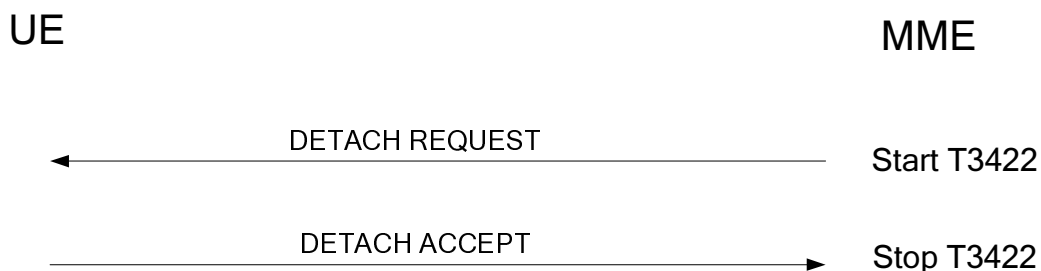 UE
MME
DETACH REQUEST
Start T3422
DETACH ACCEPT
Stop T3422